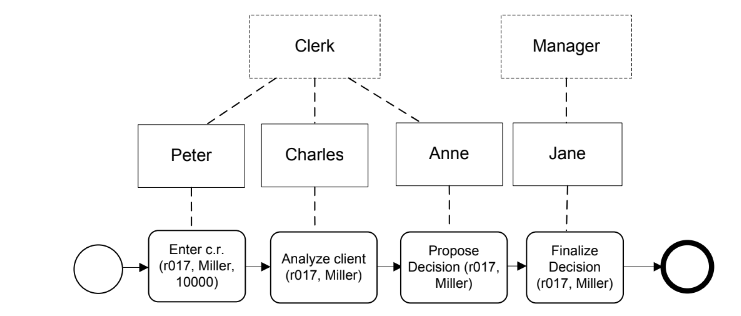 Clerk
Manager
Peter
Charles
Anne
Jane
Enter c.r.
(r017, Miller,
10000)
Analyze client
(r017, Miller)
Propose
Decision (r017,
Miller)
Finalize
Decision
(r017, Miller)